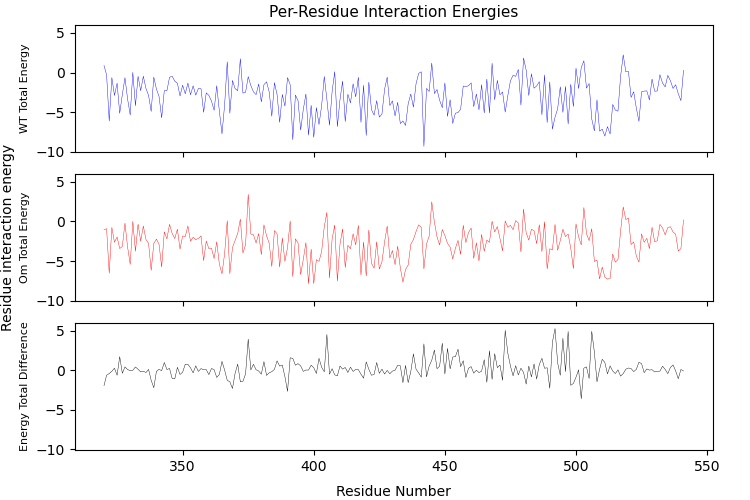 Per-Residue Interaction Energies
Residue interaction energy
WT Total Energy
5
0
−5
−10
Om Total Energy
5
0
−5
−10
Energy Total Difference
5
0
−5
−10
350 400 450 500 550
Residue Number